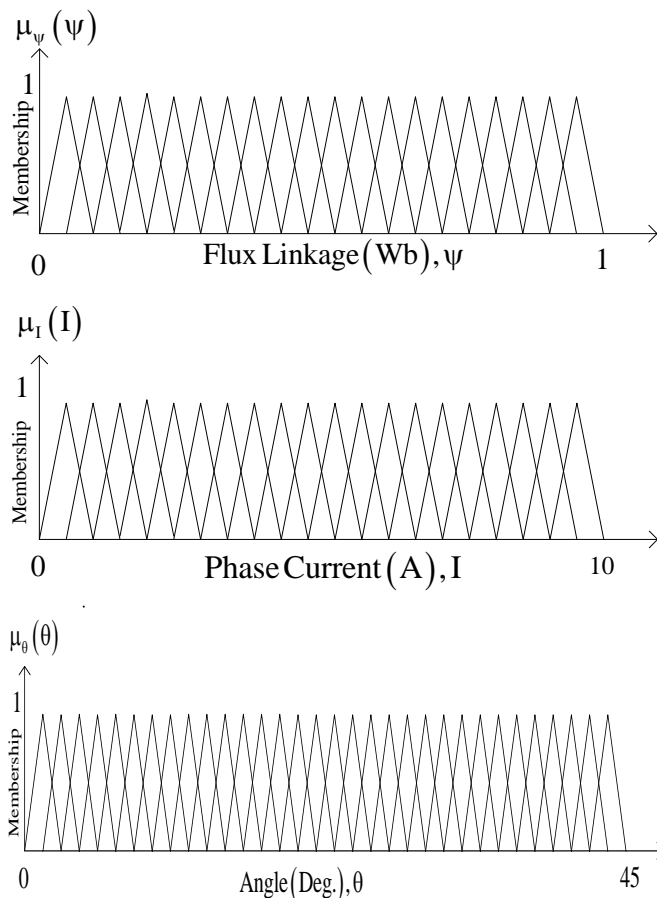 μψ(ψ)
1
Membership
0
Flux Linkage(Wb), ψ
1
μI(I)
1
Membership
0
Phase Current(A), I
10
μθ(θ)
1
Membership
0
Angle(Deg.), θ
45